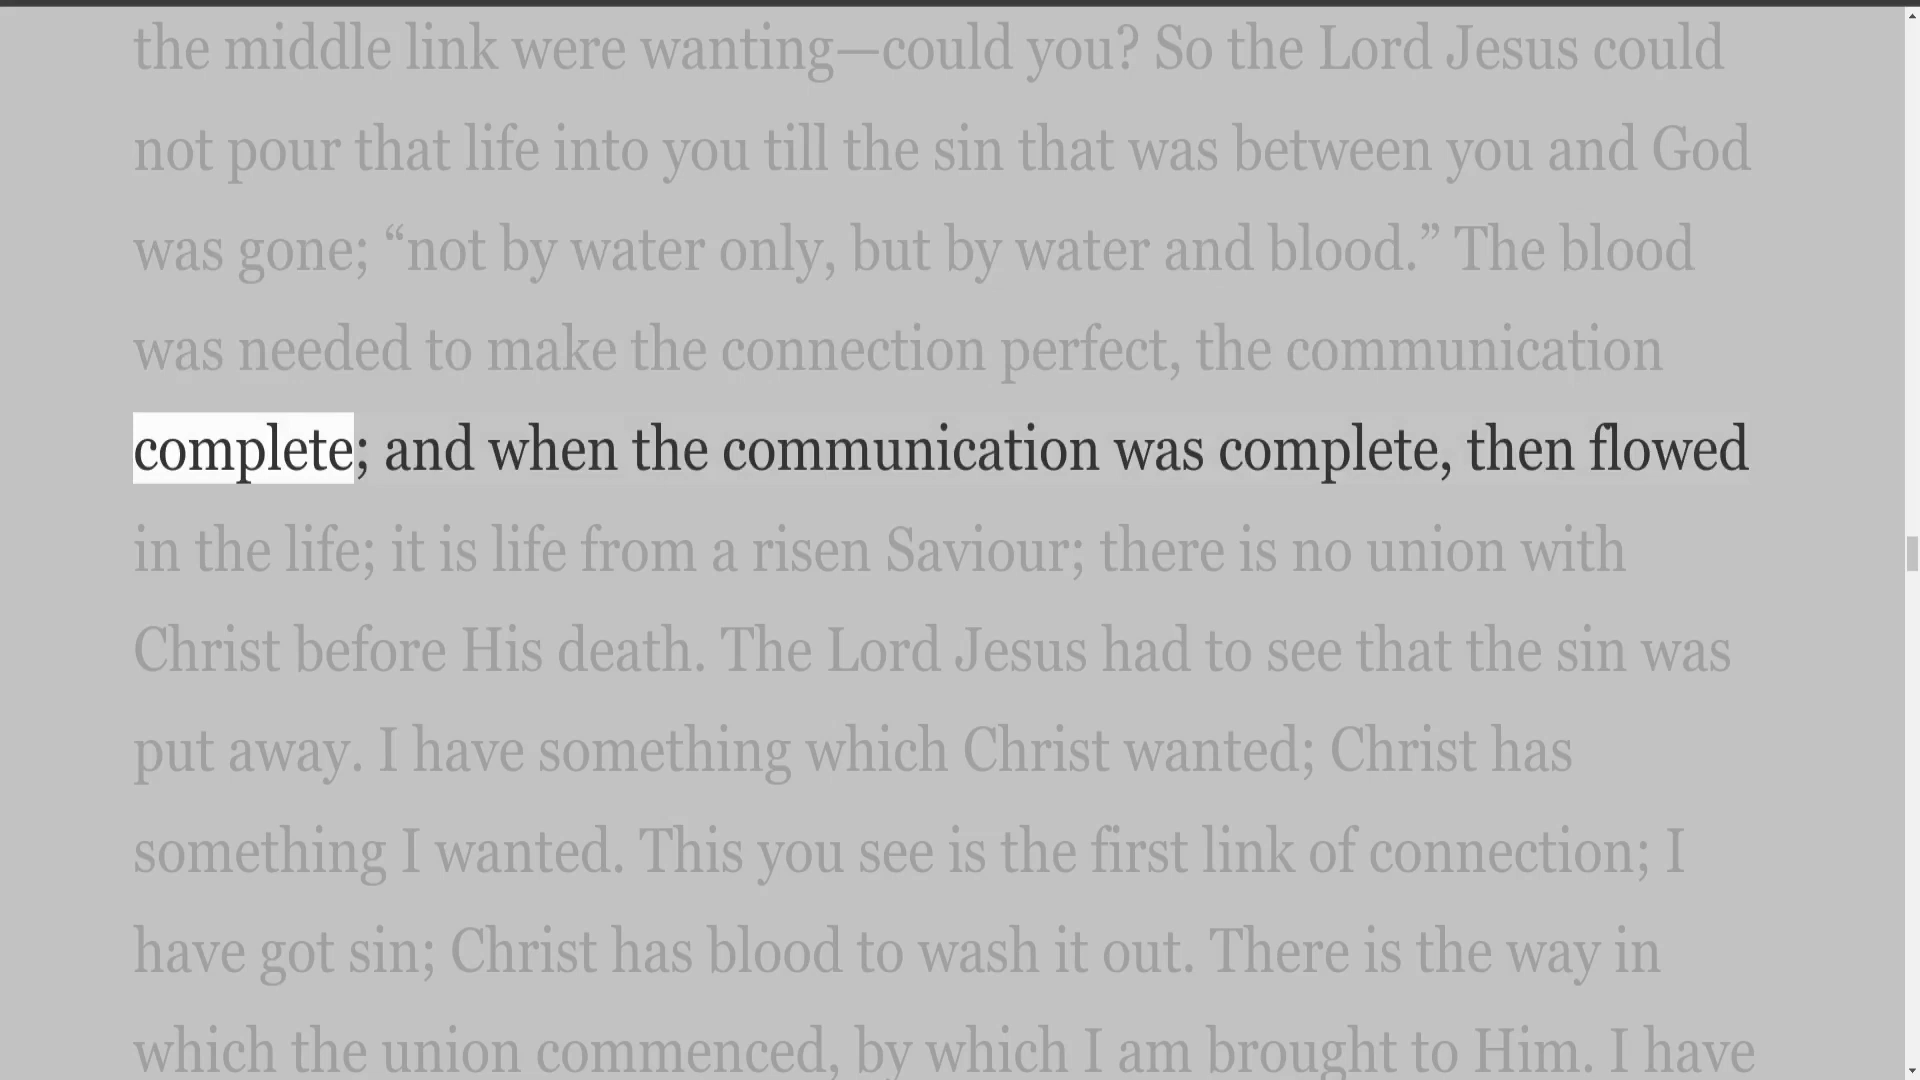 the middle link were wanting—could you? So the Lord Jesus could
not pour that life into you till the sin that was between you and God
was gone; “not by water only, but by water and blood.” The blood
was needed to make the connection perfect, the communication
complete; and when the communication was complete, then flowed
in the life; it is life from a risen Saviour; there is no union with
Christ before His death. The Lord Jesus had to see that the sin was
put away. I have something which Christ wanted; Christ has
something I wanted. This you see is the first link of connection; I
have got sin; Christ has blood to wash it out. There is the way in
which the union commenced, by which I am brought to Him. I have